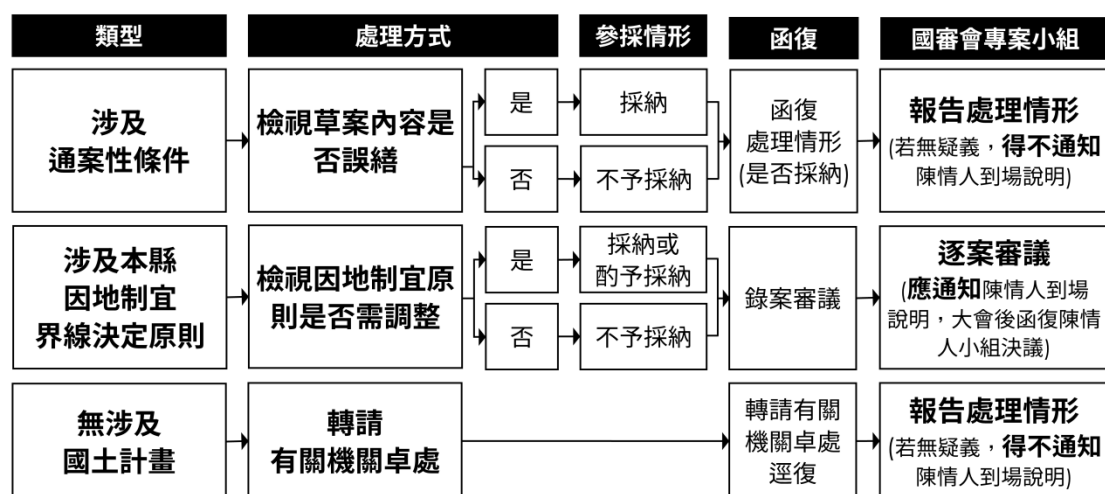 類型
處理方式
參採情形
函復
國審會專案小組
涉及
通案性條件
檢視草案內容是
否誤繕
是
採納
否
不予採納
函復
處理情形
(是否採納)
報告處理情形
(若無疑義，得不通知
陳情人到場說明)
涉及本縣
因地制宜
界線決定原則
檢視因地制宜原
則是否需調整
是
採納或
酌予採納
否
不予採納
錄案審議
逐案審議
(應通知陳情人到場
說明，大會後函復陳情
人小組決議)
無涉及
國土計畫
轉請
有關機關卓處
轉請有關
機關卓處
逕復
報告處理情形
(若無疑義，得不通知
陳情人到場說明)